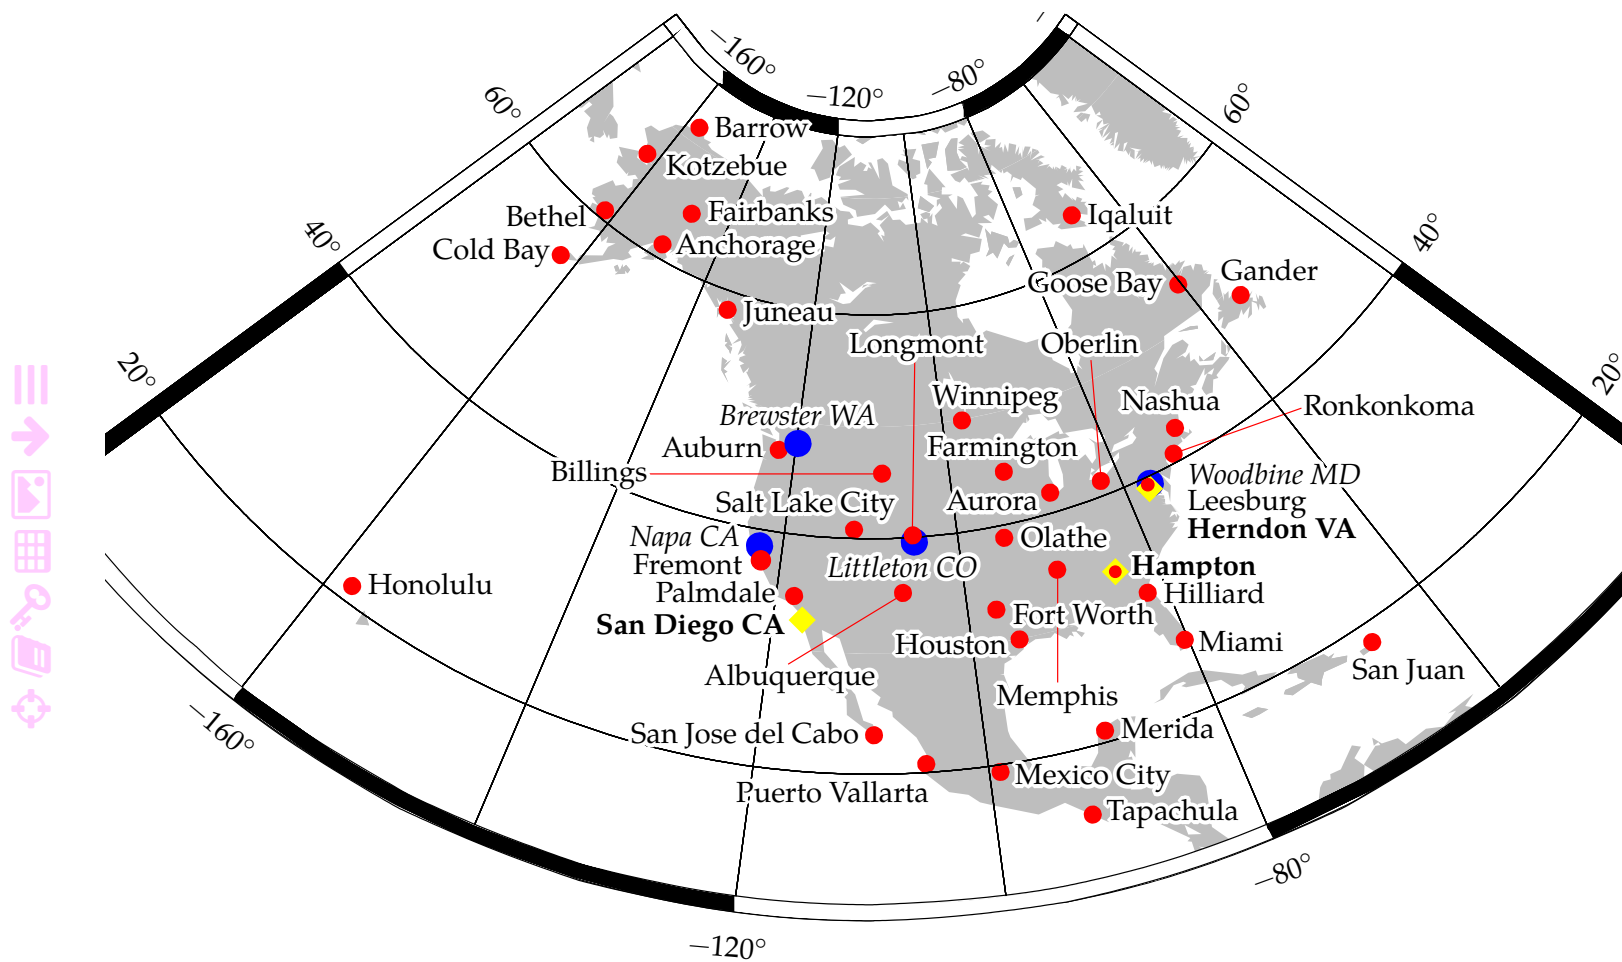 −160°
−120°
−80°
60°
60°
Barrow
Kotzebue
Bethel
Fairbanks
Iqaluit
40°
Cold Bay
Anchorage
40°
Goose Bay
Gander
Juneau
Longmont
Oberlin
20°
20°
Winnipeg
Nashua
Ronkonkoma
Brewster WA
Auburn
Farmington
Billings
Woodbine MD
Salt Lake City
Aurora
Leesburg
Napa CA
Olathe
Herndon VA
Fremont
Littleton CO
Hampton
Honolulu
Palmdale
Hilliard
San Diego CA
Fort Worth
Houston
Miami
Albuquerque
San Juan
Memphis
−160°
San Jose del Cabo
Merida
Puerto Vallarta
Mexico City
Tapachula
−80°
−120°